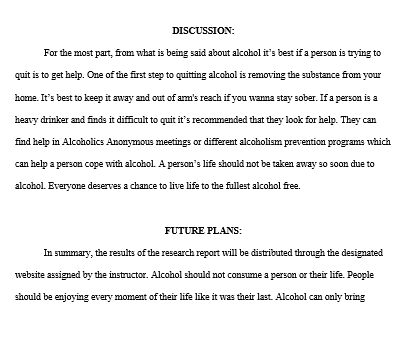 DISCUSSION:
For the most part, from what is being said about alcohol it's best if a person is trying to
quit is to get help. One of the first step to quitting alcohol is removing the substance from your
home. It's best to keep it away and out of arm's reach if you wanna stay sober. If a person is a
heavy drinker and finds it difficult to quit it's recommended that they look for help. They can
find help in Alcoholics Anonymous meetings or different alcoholism prevention programs which
can help a person cope with alcohol. A person's life should not be taken away so soon due to
alcohol. Everyone deserves a chance to live life to the fullest alcohol free.
FUTURE PLANS:
In summary, the results of the research report will be distributed through the designated
website assigned by the instructor. Alcohol should not consume a person or their life. People
should be enjoying every moment of their life like it was their last. Alcohol can only bring